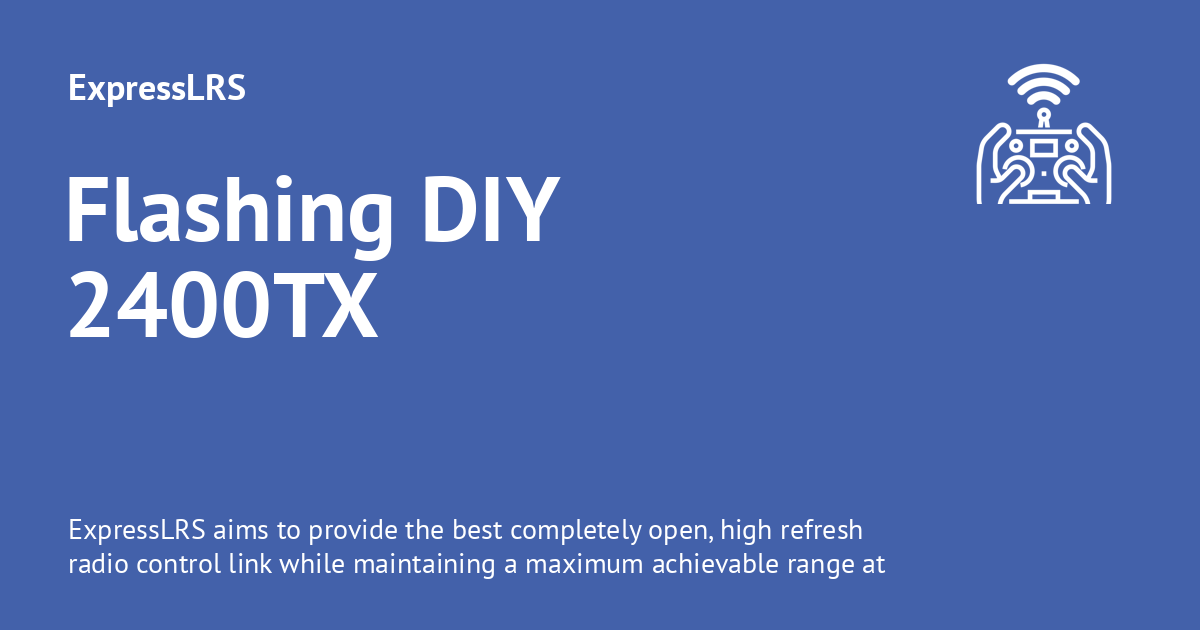 ExpressLRS
Flashing DIY
2400TX
ExpressLRS aims to provide the best completely open, high refresh
radio control link while maintaining a maximum achievable range at